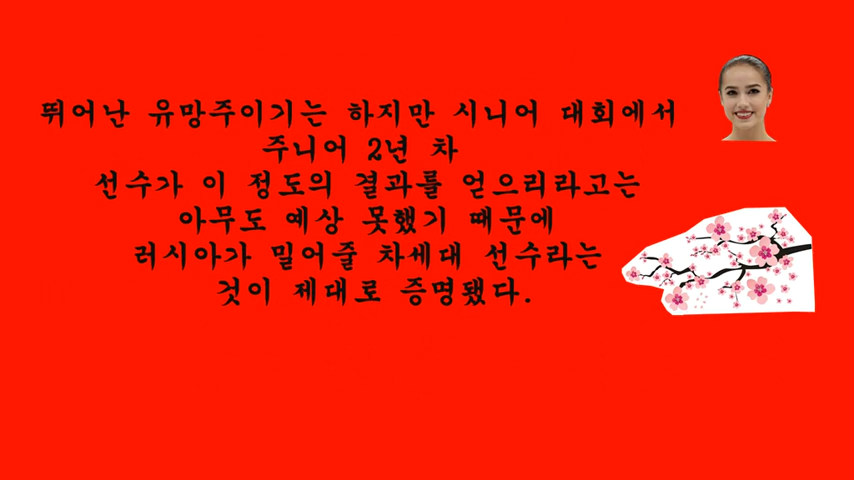 뛰어난 유망주이기는 하지만 시니어 대회에서
주니어 2년 차
선수가 이 정도의 결과를 얻으리라고는
아무도 예상 못했기 때문에
러시아가 밀어줄 차세대 선수라는
것이 제대로 증명됐다.